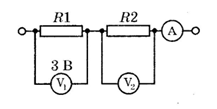 R1 R2
A
3 В
V₁ V₂